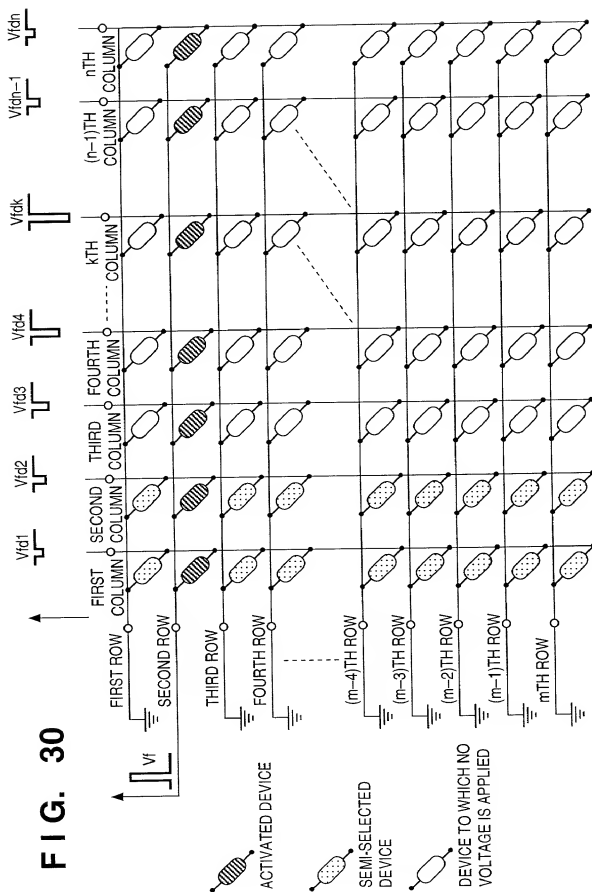 FIG. 30
Vfd1
Vfd2
Vfd3
Vfd4
Vfdk
Vfdn-1
Vfdn
FIRST
COLUMN
SECOND
COLUMN
THIRD
COLUMN
FOURTH
COLUMN
kTH
COLUMN
(n-1)TH
COLUMN
nTH
COLUMN
Vf
FIRST ROW
SECOND ROW
THIRD ROW
FOURTH ROW
(m-4)TH ROW
(m-3)TH ROW
(m-2)TH ROW
(m-1)TH ROW
mTH ROW
ACTIVATED DEVICE
SEMI-SELECTED
DEVICE
DEVICE TO WHICH NO
VOLTAGE IS APPLIED